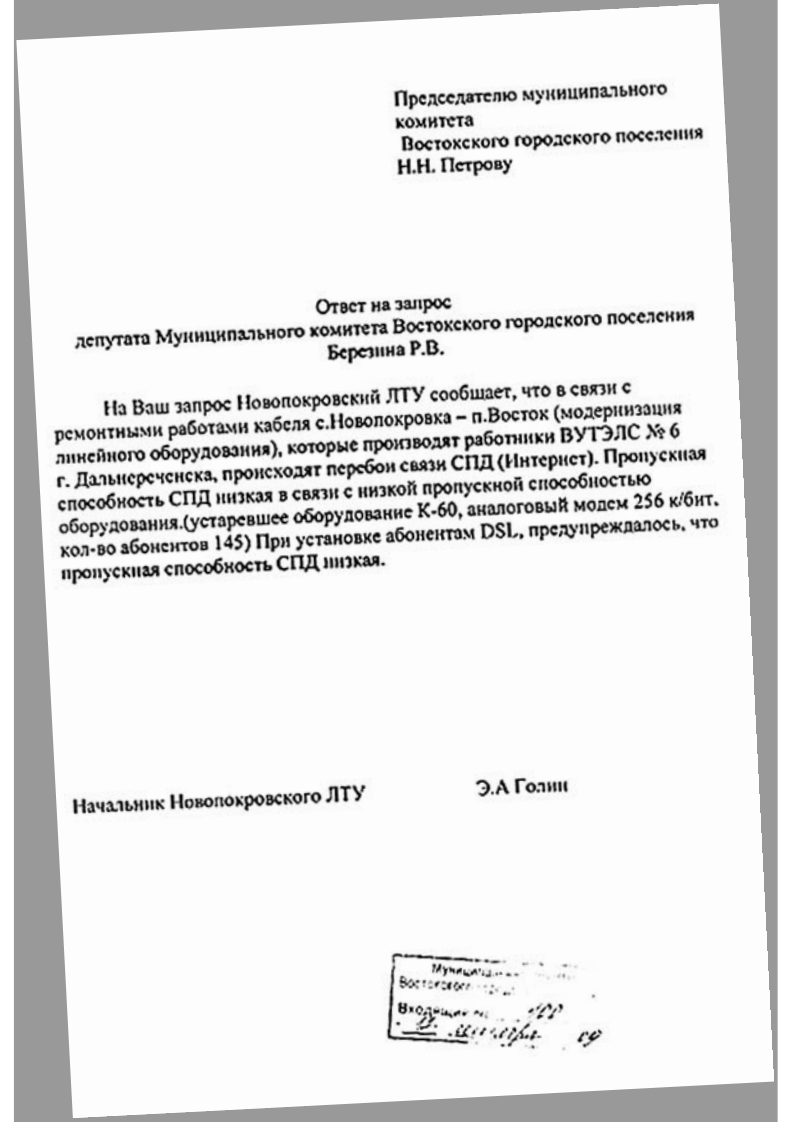 Председателю муниципального
комитета
Востокского городского поселения
Н.Н. Петрову
Ответ на запрос
депутата Муниципального комитета Востокского городского поселения
Березина Р.В.
На Ваш запрос Новопокровский ЛТУ сообщает, что в связи с
ремонтными работами кабеля с.Новопокровка – п.Восток (модернизация
линейного оборудования), которые производят работники ВУТЭЛС № 6
г. Дальнереченска, происходят перебои связи СПД (Интернет). Пропускная
способность СПД низкая в связи с низкой пропускной способностью
оборудования.(устаревшее оборудование К-60, аналоговый модем 256 к/бит.
кол-во абонентов 145) При установке абонентам DSL, предупреждалось, что
пропускная способность СПД низкая.
Начальник Новопокровского ЛТУ Э.А Голин
Востокского
Входящий
09